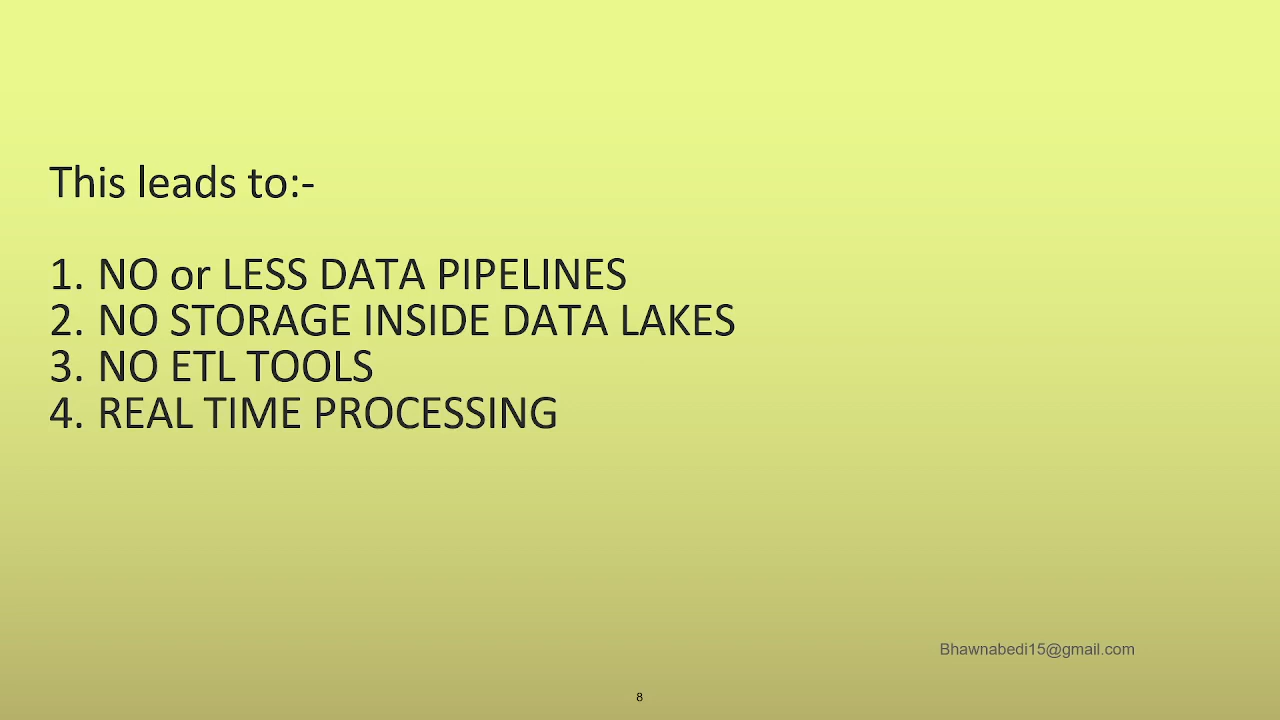 This leads to:-
1. NO or LESS DATA PIPELINES
2. NO STORAGE INSIDE DATA LAKES
3. NO ETL TOOLS
4. REAL TIME PROCESSING
Bhawnabedi15@gmail.com
8